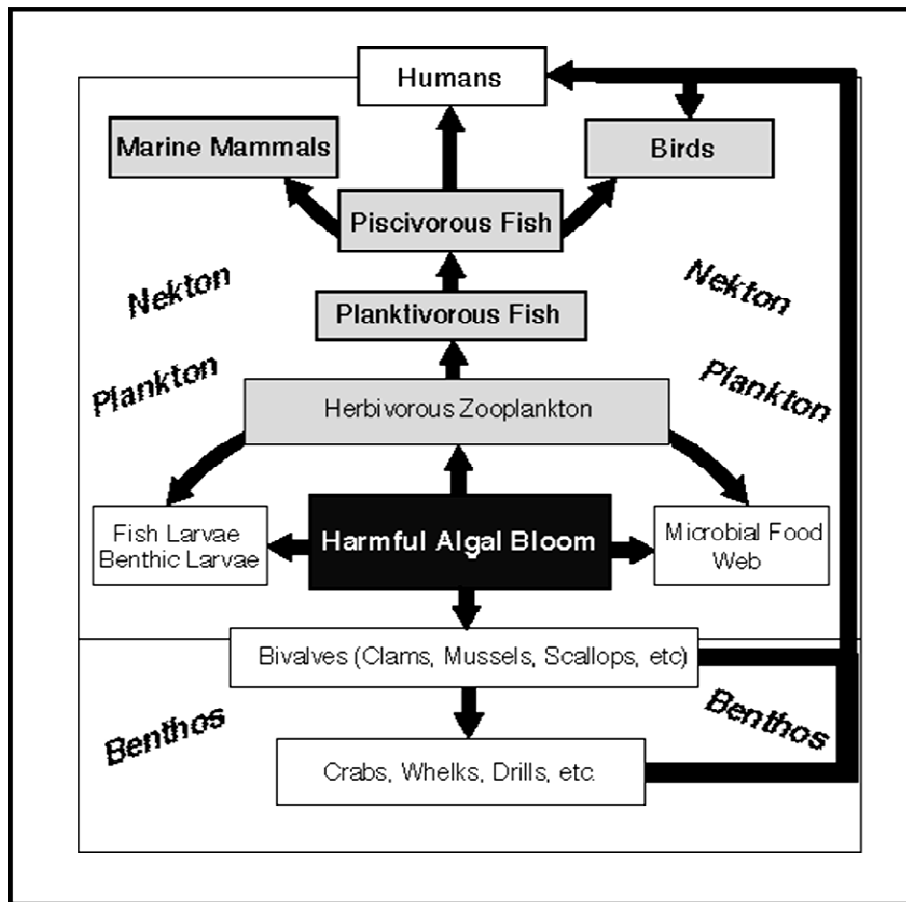 Humans
Marine Mammals
Birds
Piscivorous Fish
Nekton
Nekton
Planktivorous Fish
Plankton
Plankton
Herbivorous Zooplankton
Fish Larvae
Benthic Larvae
Harmful Algal Bloom
Microbial Food
Web
Bivalves (Clams, Mussels, Scallops, etc)
Benthos
Benthos
Crabs, Whelks, Drills, etc.